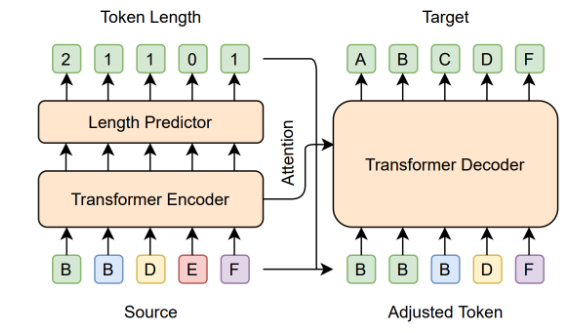 Token Length
Target
2 1 1 0 1
A B C D F
Length Predictor
Attention
Transformer Encoder
Transformer Decoder
B B D E F
B B B D F
Source
Adjusted Token